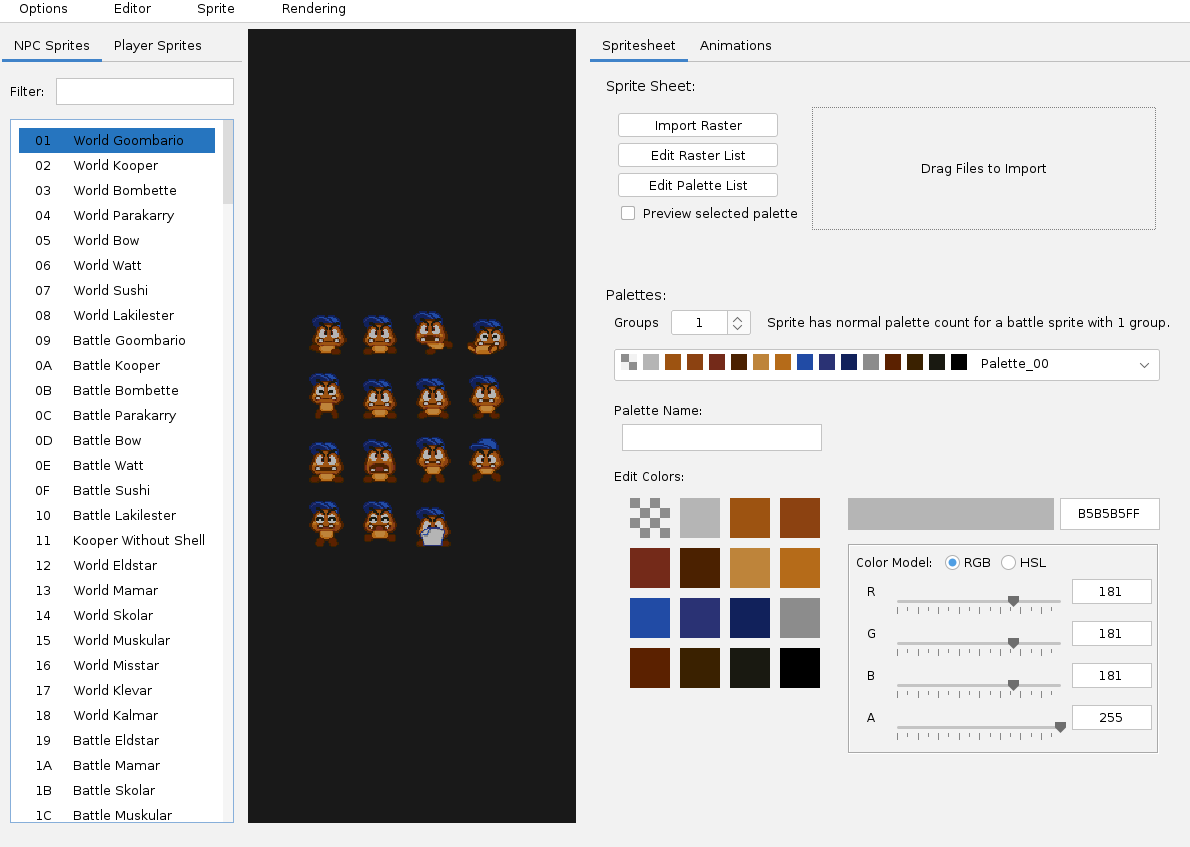 Options Editor Sprite Rendering
NPC Sprites Player Sprites
Filter:
01 World Goombario
02 World Kooper
03 World Bombette
04 World Parakarry
05 World Bow
06 World Watt
07 World Sushi
08 World Lakilester
09 Battle Goombario
0A Battle Kooper
0B Battle Bombette
0C Battle Parakarry
0D Battle Bow
0E Battle Watt
0F Battle Sushi
10 Battle Lakilester
11 Kooper Without Shell
12 World Eldstar
13 World Mamar
14 World Skolar
15 World Muskular
16 World Misstar
17 World Klevar
18 World Kalmar
19 Battle Eldstar
1A Battle Mamar
1B Battle Skolar
1C Battle Muskular
Spritesheet Animations
Sprite Sheet:
Import Raster
Edit Raster List
Edit Palette List
Preview selected palette
Drag Files to Import
Palettes:
Groups 1 Sprite has normal palette count for a battle sprite with 1 group.
Palette_00
Palette Name:
Edit Colors:
B5B5B5FF
Color Model: RGB HSL
R 181
G 181
B 181
A 255